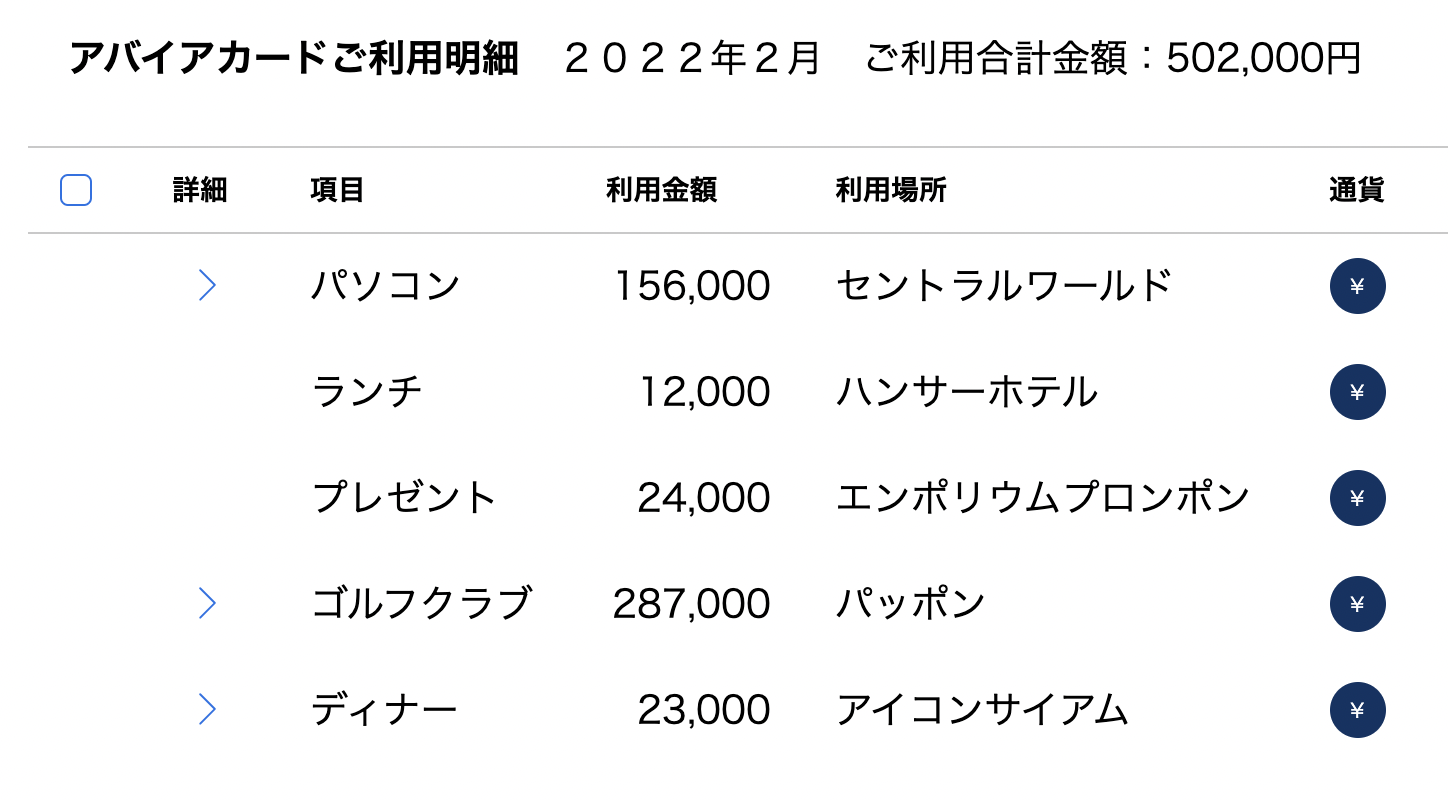 アバイアカードご利用明細　２０２２年２月　ご利用合計金額：502,000円
詳細 項目 利用金額 利用場所 通貨
パソコン 156,000 セントラルワールド ¥
ランチ 12,000 ハンサーホテル ¥
プレゼント 24,000 エンポリウムプロンポン ¥
ゴルフクラブ 287,000 パッポン ¥
ディナー 23,000 アイコンサイアム ¥